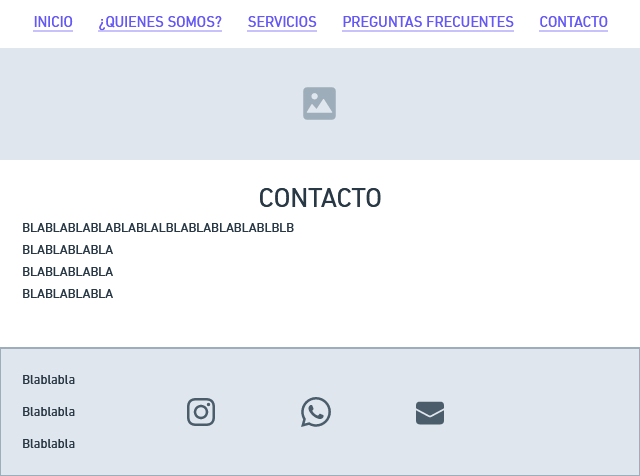 INICIO ¿QUIENES SOMOS? SERVICIOS PREGUNTAS FRECUENTES CONTACTO
CONTACTO
BLABLABLABLABLABLALBLABLABLABLABLBLB
BLABLABLABLA
BLABLABLABLA
BLABLABLABLA
Blablabla
Blablabla
Blablabla